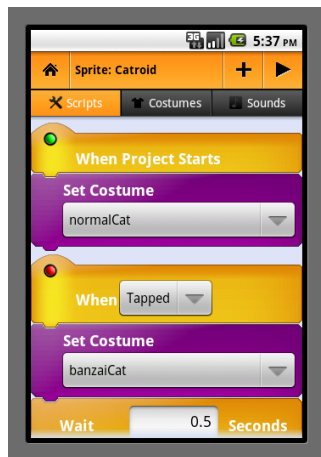 3G 5:37 PM
Sprite: Catroid
Scripts Costumes Sounds
When Project Starts
Set Costume
normalCat
When Tapped
Set Costume
banzaiCat
Wait 0.5 Seconds